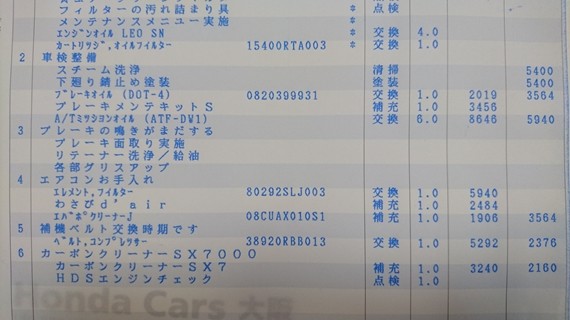 フィルターの汚れ詰まり具 * 点検
メンテナンスメニュー実施 *
エンジンオイル LEO SN * 交換 4.0
カートリッジ,オイルフィルター 15400RTA003 * 交換 1.0
2 車検整備
スチーム洗浄 清掃 5400
下廻り錆止め塗装 塗装 5400
ブレーキオイル (DOT-4) 0820399931 交換 1.0 2019 3564
ブレーキメンテキットS 補充 1.0 3456
A/Tミッションオイル (ATF-DW1) 交換 6.0 8646 5940
3 ブレーキの鳴きがまだする
ブレーキ面取り実施
リテーナー洗浄／給油
各部グリスアップ
4 エアコンお手入れ
エレメント,フィルター 80292SLJ003 交換 1.0 5940
わさびd'air 補充 1.0 2484
エバポクリーナーJ 08CUAX010S1 補充 1.0 1906 3564
5 補機ベルト交換時期です
ベルト,コンプレツサー 38920RBB013 交換 1.0 5292 2376
6 カーボンクリーナーSX7000
カーボンクリーナーSX7 補充 1.0 3240 2160
HDSエンジンチェック 点検 1.0
Honda Cars 大阪